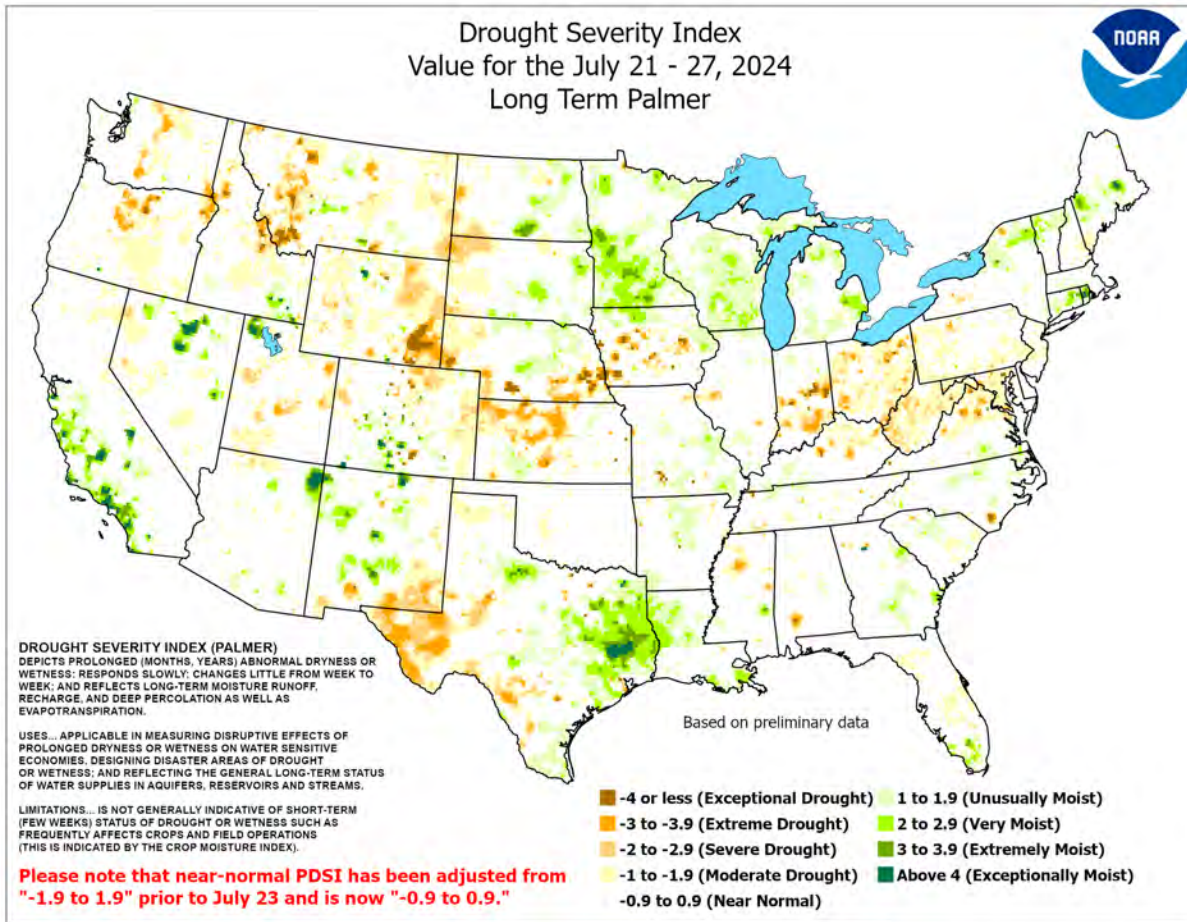 Drought Severity Index
Value for the July 21 - 27, 2024
Long Term Palmer
NOAA
DROUGHT SEVERITY INDEX (PALMER)
DEPICTS PROLONGED (MONTHS, YEARS) ABNORMAL DRYNESS OR
WETNESS; RESPONDS SLOWLY; CHANGES LITTLE FROM WEEK TO
WEEK; AND REFLECTS LONG-TERM MOISTURE RUNOFF,
RECHARGE, AND DEEP PERCOLATION AS WELL AS
EVAPOTRANSPIRATION.
USES... APPLICABLE IN MEASURING DISRUPTIVE EFFECTS OF
PROLONGED DRYNESS OR WETNESS ON WATER SENSITIVE
ECONOMIES, DESIGNING DISASTER AREAS OF DROUGHT
OR WETNESS; AND REFLECTING THE GENERAL LONG-TERM STATUS
OF WATER SUPPLIES IN AQUIFERS, RESERVOIRS AND STREAMS.
LIMITATIONS... IS NOT GENERALLY INDICATIVE OF SHORT-TERM
(FEW WEEKS) STATUS OF DROUGHT OR WETNESS SUCH AS
FREQUENTLY AFFECTS CROPS AND FIELD OPERATIONS
(THIS IS INDICATED BY THE CROP MOISTURE INDEX).
Please note that near-normal PDSI has been adjusted from
"-1.9 to 1.9" prior to July 23 and is now "-0.9 to 0.9."
Based on preliminary data
-4 or less (Exceptional Drought)
-3 to -3.9 (Extreme Drought)
-2 to -2.9 (Severe Drought)
-1 to -1.9 (Moderate Drought)
-0.9 to 0.9 (Near Normal)
1 to 1.9 (Unusually Moist)
2 to 2.9 (Very Moist)
3 to 3.9 (Extremely Moist)
Above 4 (Exceptionally Moist)